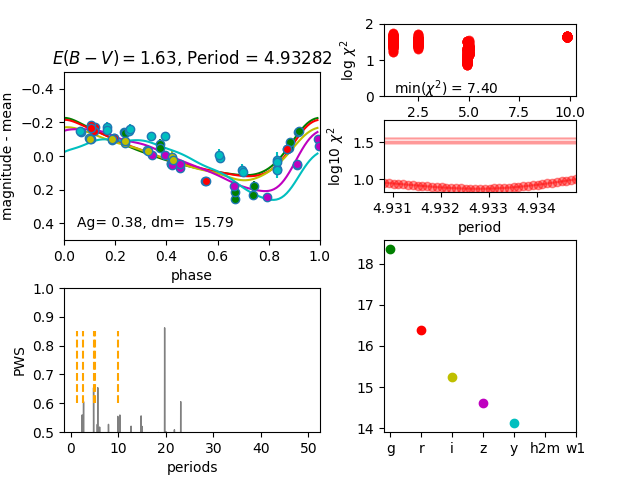 E(B − V) = 1.63, Period = 4.93282
magnitude - mean
−0.4
−0.2
0.0
0.2
0.4
Ag= 0.38, dm=  15.79
0.0 0.2 0.4 0.6 0.8 1.0
phase
log χ²
2
1
0
min(χ²) = 7.40
2.5 5.0 7.5 10.0
log10 χ²
1.5
1.0
4.931 4.932 4.933 4.934
period
PWS
1.0
0.9
0.8
0.7
0.6
0.5
0 10 20 30 40 50
periods
18
17
16
15
14
g r i z y h2m w1